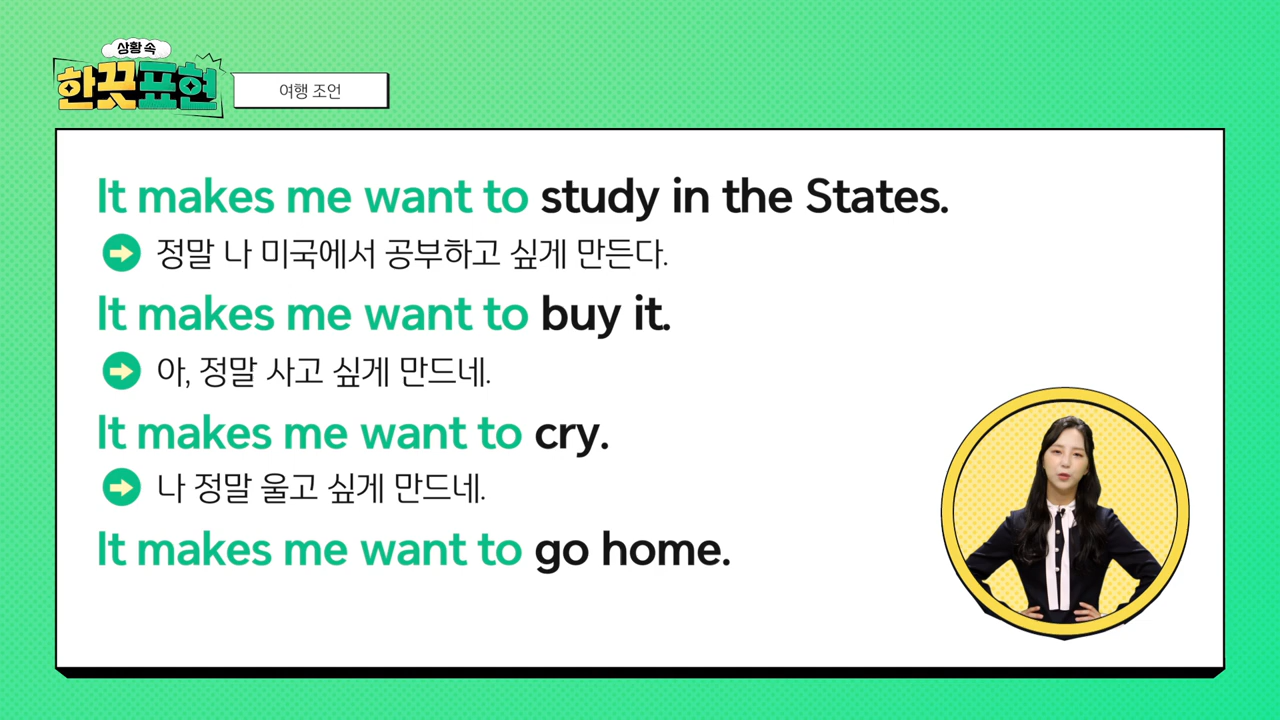 상황 속
한끗표현
여행 조언
It makes me want to study in the States.
정말 나 미국에서 공부하고 싶게 만든다.
It makes me want to buy it.
아, 정말 사고 싶게 만드네.
It makes me want to cry.
나 정말 울고 싶게 만드네.
It makes me want to go home.